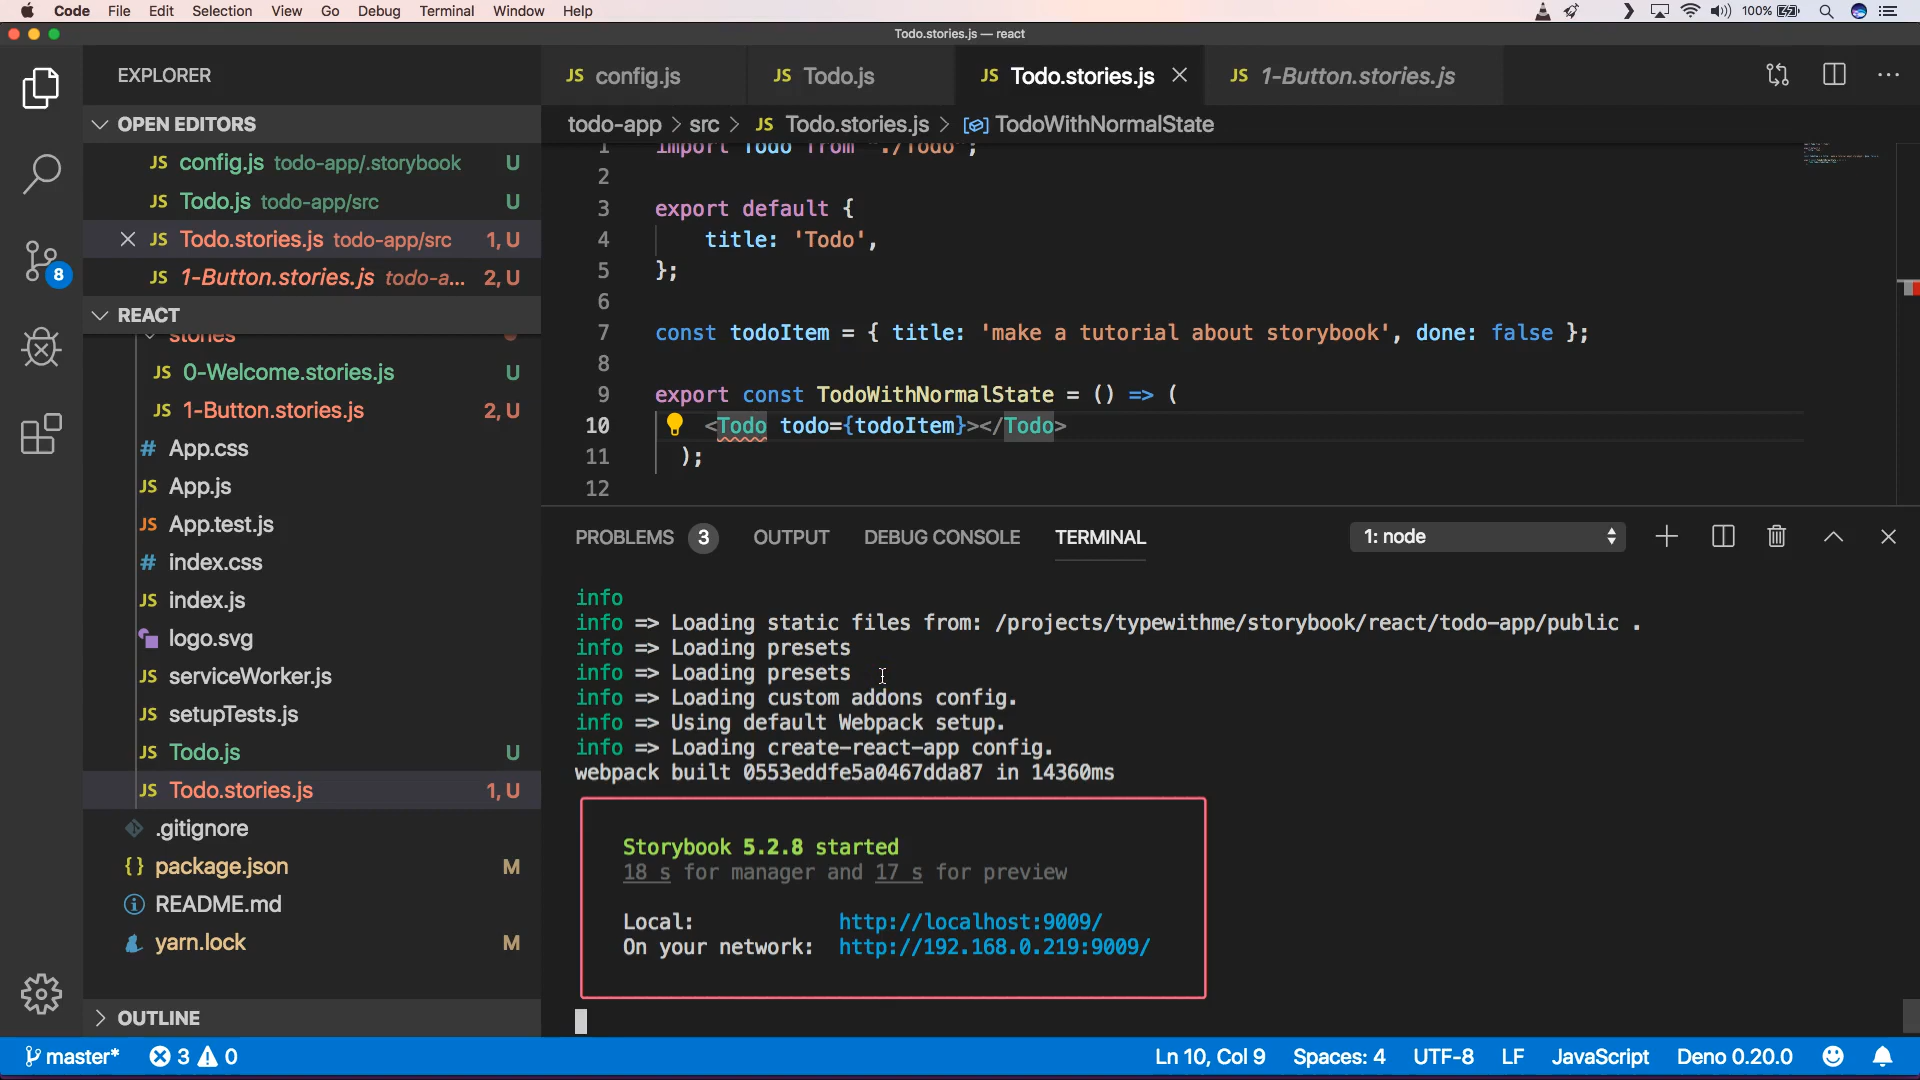 Code File Edit Selection View Go Debug Terminal Window Help 100%
Todo.stories.js — react
EXPLORER
OPEN EDITORS
JS config.js todo-app/.storybook U
JS Todo.js todo-app/src U
JS Todo.stories.js todo-app/src 1, U
JS 1-Button.stories.js todo-a... 2, U
REACT
stories
JS 0-Welcome.stories.js U
JS 1-Button.stories.js 2, U
# App.css
JS App.js
JS App.test.js
# index.css
JS index.js
logo.svg
JS serviceWorker.js
JS setupTests.js
JS Todo.js U
JS Todo.stories.js 1, U
.gitignore
{} package.json M
README.md
yarn.lock M
OUTLINE
8
JS config.js JS Todo.js JS Todo.stories.js JS 1-Button.stories.js
todo-app > src > JS Todo.stories.js > TodoWithNormalState
1 import Todo from "./Todo";
2
3 export default {
4 title: 'Todo',
5 };
6
7 const todoItem = { title: 'make a tutorial about storybook', done: false };
8
9 export const TodoWithNormalState = () => (
10 <Todo todo={todoItem}></Todo>
11 );
12
PROBLEMS 3 OUTPUT DEBUG CONSOLE TERMINAL 1: node
info
info => Loading static files from: /projects/typewithme/storybook/react/todo-app/public .
info => Loading presets
info => Loading presets
info => Loading custom addons config.
info => Using default Webpack setup.
info => Loading create-react-app config.
webpack built 0553eddfe5a0467dda87 in 14360ms
Storybook 5.2.8 started
18 s for manager and 17 s for preview
Local: http://localhost:9009/
On your network: http://192.168.0.219:9009/
master* 3 0 Ln 10, Col 9 Spaces: 4 UTF-8 LF JavaScript Deno 0.20.0